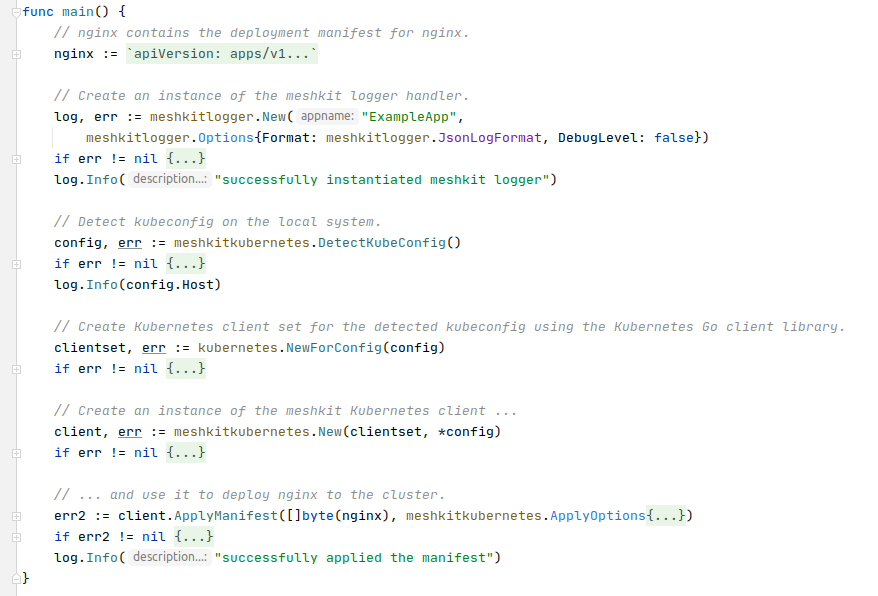 func main() {
    // nginx contains the deployment manifest for nginx.
    nginx := `apiVersion: apps/v1...`
    // Create an instance of the meshkit logger handler.
    log, err := meshkitlogger.New( appname: "ExampleApp",
        meshkitlogger.Options{Format: meshkitlogger.JsonLogFormat, DebugLevel: false})
    if err != nil {...}
    log.Info( description...: "successfully instantiated meshkit logger")
    // Detect kubeconfig on the local system.
    config, err := meshkitkubernetes.DetectKubeConfig()
    if err != nil {...}
    log.Info(config.Host)
    // Create Kubernetes client set for the detected kubeconfig using the Kubernetes Go client library.
    clientset, err := kubernetes.NewForConfig(config)
    if err != nil {...}
    // Create an instance of the meshkit Kubernetes client ...
    client, err := meshkitkubernetes.New(clientset, *config)
    if err != nil {...}
    // ... and use it to deploy nginx to the cluster.
    err2 := client.ApplyManifest([]byte(nginx), meshkitkubernetes.ApplyOptions{...})
    if err2 != nil {...}
    log.Info( description...: "successfully applied the manifest")
}